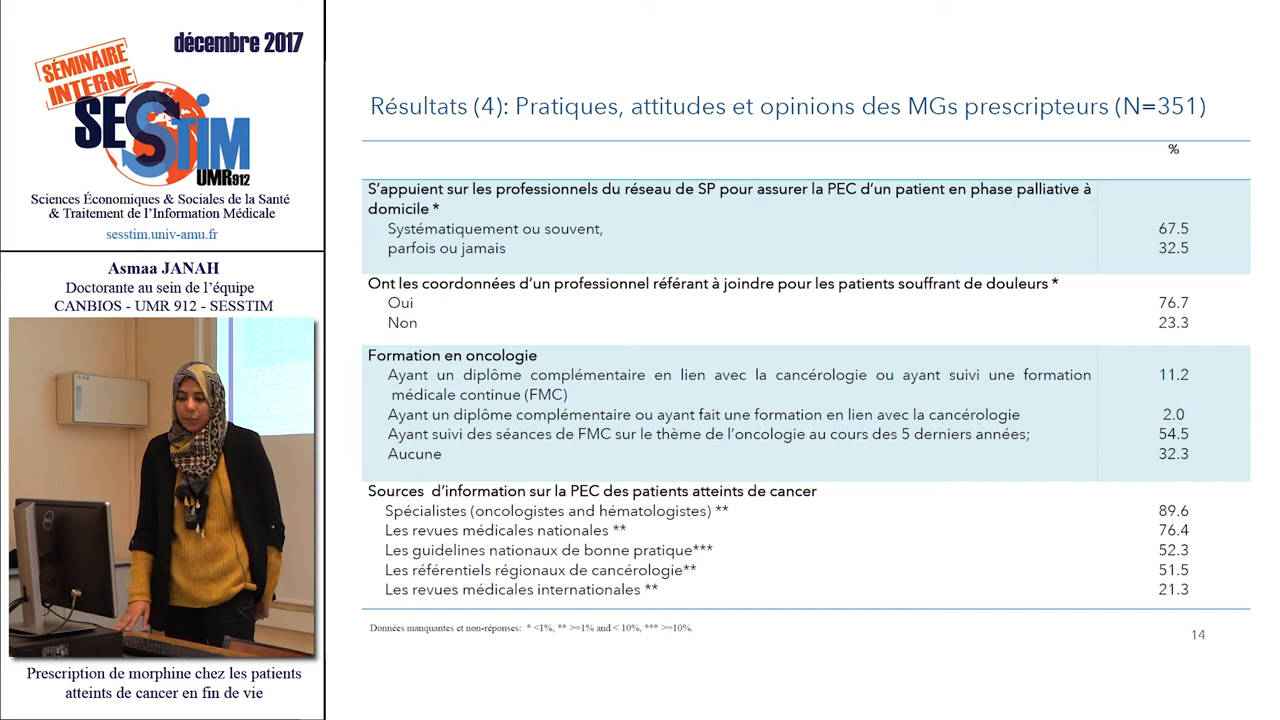 décembre 2017
SÉMINAIRE
INTERNE
SESSTIM
UMR912
Sciences Économiques & Sociales de la Santé
& Traitement de l'Information Médicale
sesstim.univ-amu.fr
Asmaa JANAH
Doctorante au sein de l'équipe
CANBIOS - UMR 912 - SESSTIM
Prescription de morphine chez les patients
atteints de cancer en fin de vie
Résultats (4): Pratiques, attitudes et opinions des MGs prescripteurs (N=351)
%
S'appuient sur les professionnels du réseau de SP pour assurer la PEC d'un patient en phase palliative à
domicile *
Systématiquement ou souvent, 67.5
parfois ou jamais 32.5
Ont les coordonnées d'un professionnel référant à joindre pour les patients souffrant de douleurs *
Oui 76.7
Non 23.3
Formation en oncologie
Ayant un diplôme complémentaire en lien avec la cancérologie ou ayant suivi une formation 11.2
médicale continue (FMC)
Ayant un diplôme complémentaire ou ayant fait une formation en lien avec la cancérologie 2.0
Ayant suivi des séances de FMC sur le thème de l'oncologie au cours des 5 derniers années; 54.5
Aucune 32.3
Sources d'information sur la PEC des patients atteints de cancer
Spécialistes (oncologistes and hématologistes) ** 89.6
Les revues médicales nationales ** 76.4
Les guidelines nationaux de bonne pratique*** 52.3
Les référentiels régionaux de cancérologie** 51.5
Les revues médicales internationales ** 21.3
Données manquantes et non-réponses: * <1%, ** >=1% and < 10%, *** >=10%.
14